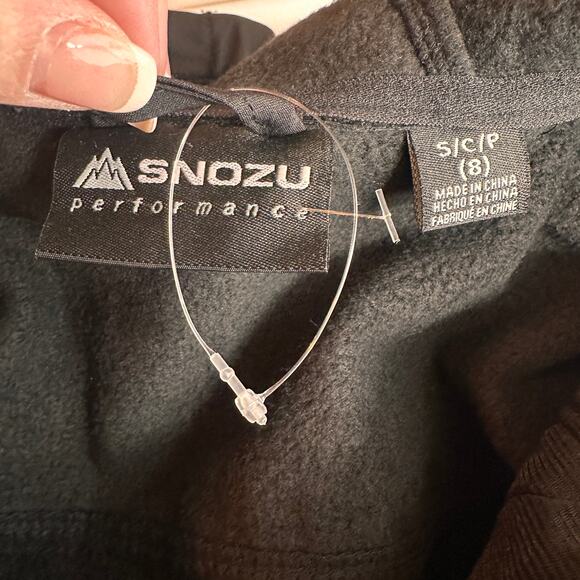 SNOZU
performance
S/C/P
(8)
MADE IN CHINA
HECHO EN CHINA
FABRIQUÉ EN CHINE